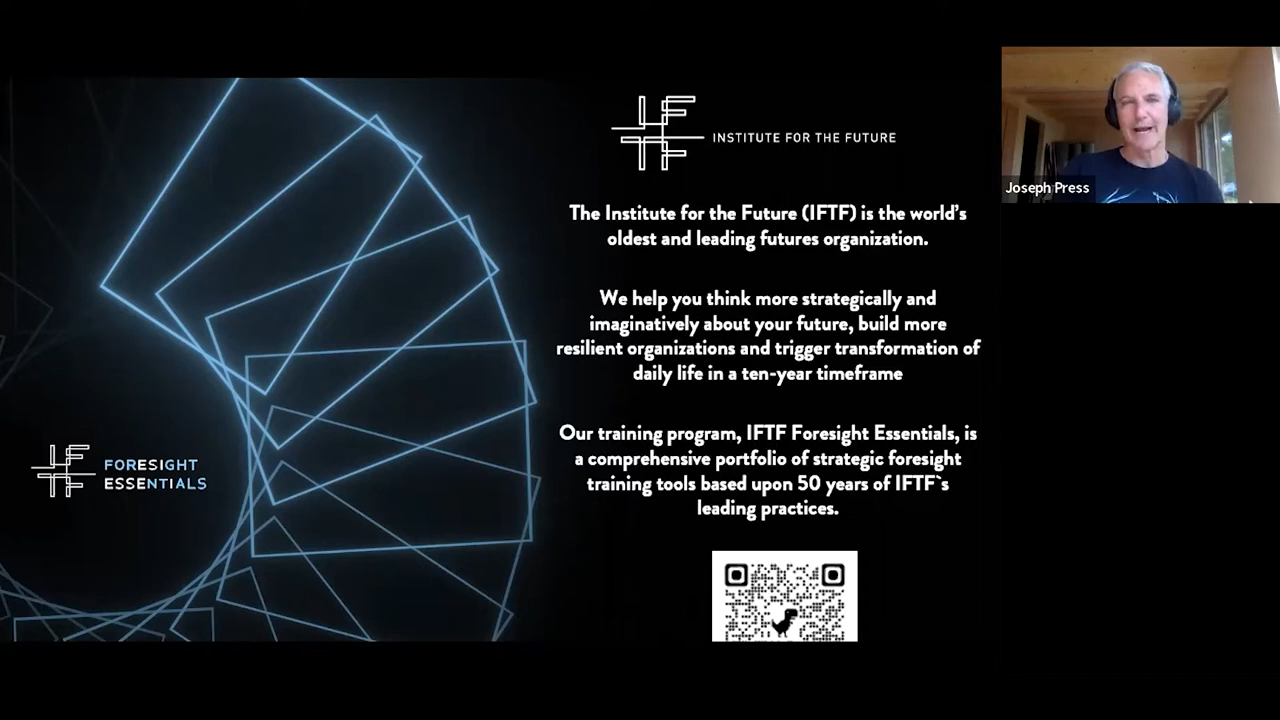 INSTITUTE FOR THE FUTURE
Joseph Press
The Institute for the Future (IFTF) is the world's
oldest and leading futures organization.
We help you think more strategically and
imaginatively about your future, build more
resilient organizations and trigger transformation of
daily life in a ten-year timeframe
Our training program, IFTF Foresight Essentials, is
a comprehensive portfolio of strategic foresight
training tools based upon 50 years of IFTF`s
leading practices.
FORESIGHT
ESSENTIALS